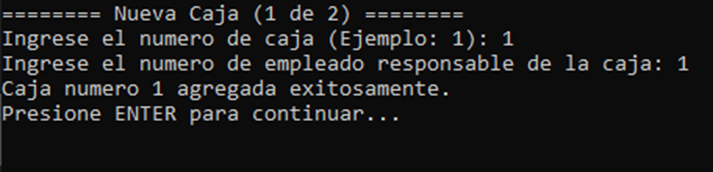 ======== Nueva Caja (1 de 2) ========
Ingrese el numero de caja (Ejemplo: 1): 1
Ingrese el numero de empleado responsable de la caja: 1
Caja numero 1 agregada exitosamente.
Presione ENTER para continuar...